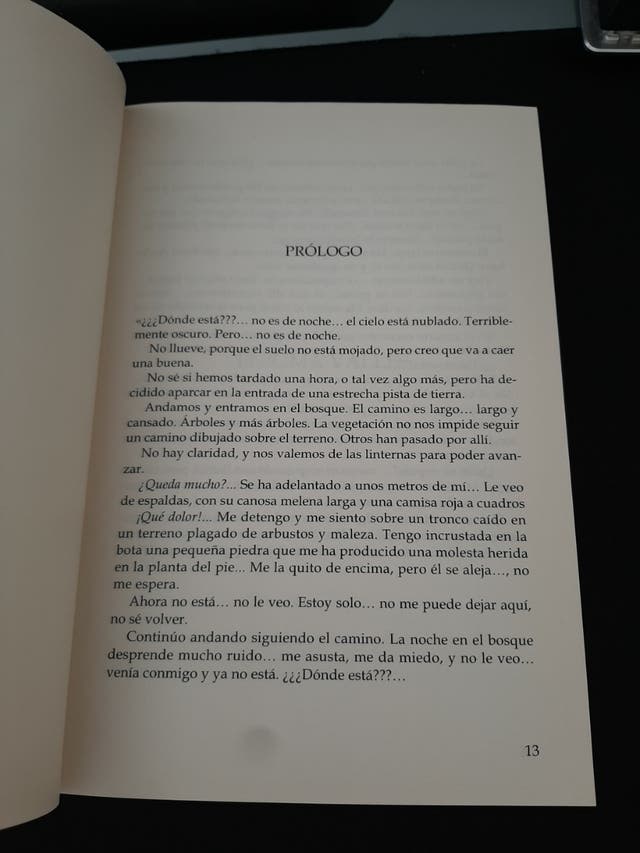 PRÓLOGO
«¿¿¿Dónde está???... no es de noche... el cielo está nublado. Terrible-
mente oscuro. Pero... no es de noche.
No llueve, porque el suelo no está mojado, pero creo que va a caer
una buena.
No sé si hemos tardado una hora, o tal vez algo más, pero ha de-
cidido aparcar en la entrada de una estrecha pista de tierra.
Andamos y entramos en el bosque. El camino es largo... largo y
cansado. Árboles y más árboles. La vegetación no nos impide seguir
un camino dibujado sobre el terreno. Otros han pasado por allí.
No hay claridad, y nos valemos de las linternas para poder avan-
zar.
¿Queda mucho?... Se ha adelantado a unos metros de mí... Le veo
de espaldas, con su canosa melena larga y una camisa roja a cuadros
¡Qué dolor!... Me detengo y me siento sobre un tronco caído en
un terreno plagado de arbustos y maleza. Tengo incrustada en la
bota una pequeña piedra que me ha producido una molesta herida
en la planta del pie... Me la quito de encima, pero él se aleja..., no
me espera.
Ahora no está... no le veo. Estoy solo... no me puede dejar aquí,
no sé volver.
Continúo andando siguiendo el camino. La noche en el bosque
desprende mucho ruido... me asusta, me da miedo, y no le veo...
venía conmigo y ya no está. ¿¿¿Dónde está???...
13